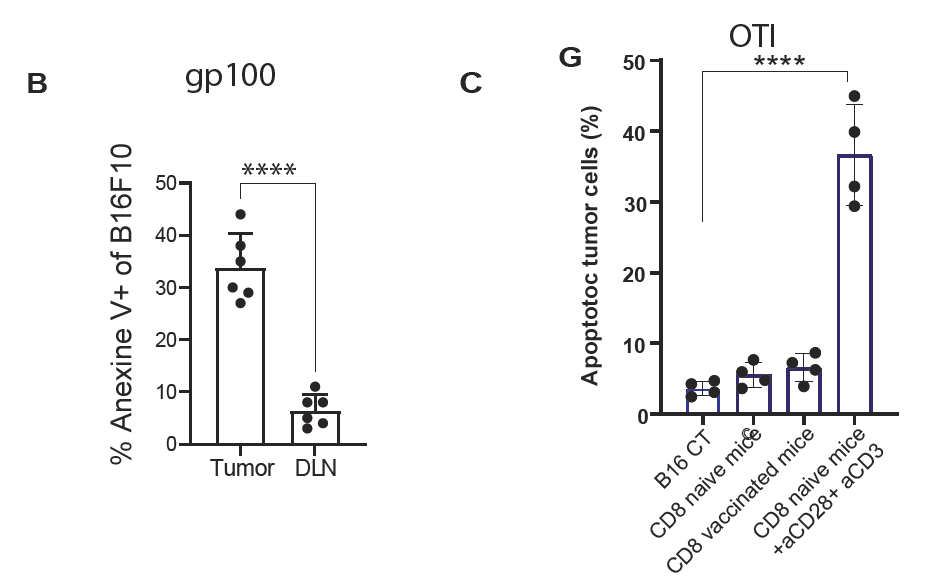 B
gp100
% Anexine V+ of B16F10
50
40
30
20
10
0
****
Tumor
DLN
C
G
OTI
Apoptotoc tumor cells (%)
50
40
30
20
10
0
****
B16 CT
CD8 naive mice
©
CD8 vaccinated mice
CD8 naive mice
+aCD28+ aCD3